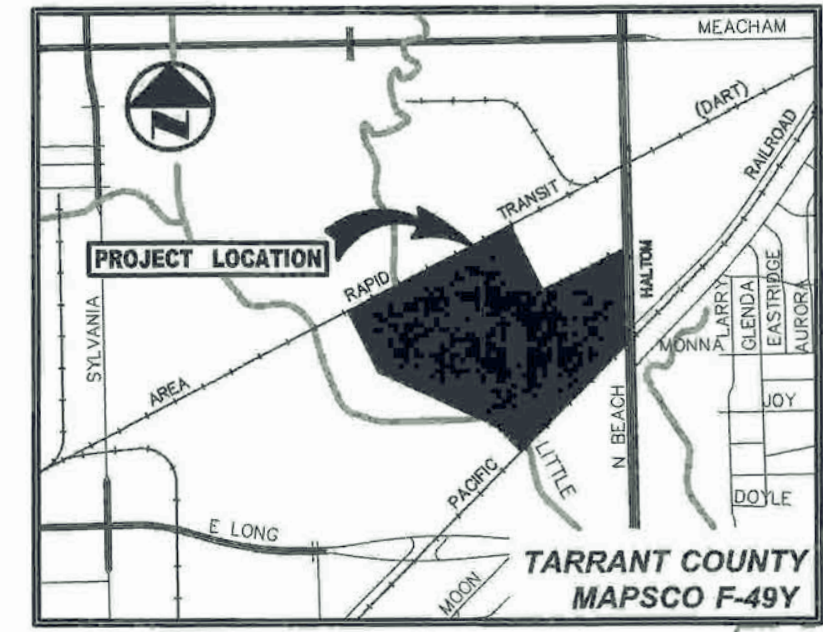 MEACHAM
(DART)
RAILROAD
N
TRANSIT
PROJECT LOCATION
RAPID
HALTOM
LARRY
GLENDA
EASTRIDGE
AURORA
SYLVANIA
MONNA
AREA
JOY
N BEACH
PACIFIC
LITTLE
DOYLE
E LONG
MOON
TARRANT COUNTY
MAPSCO F-49Y